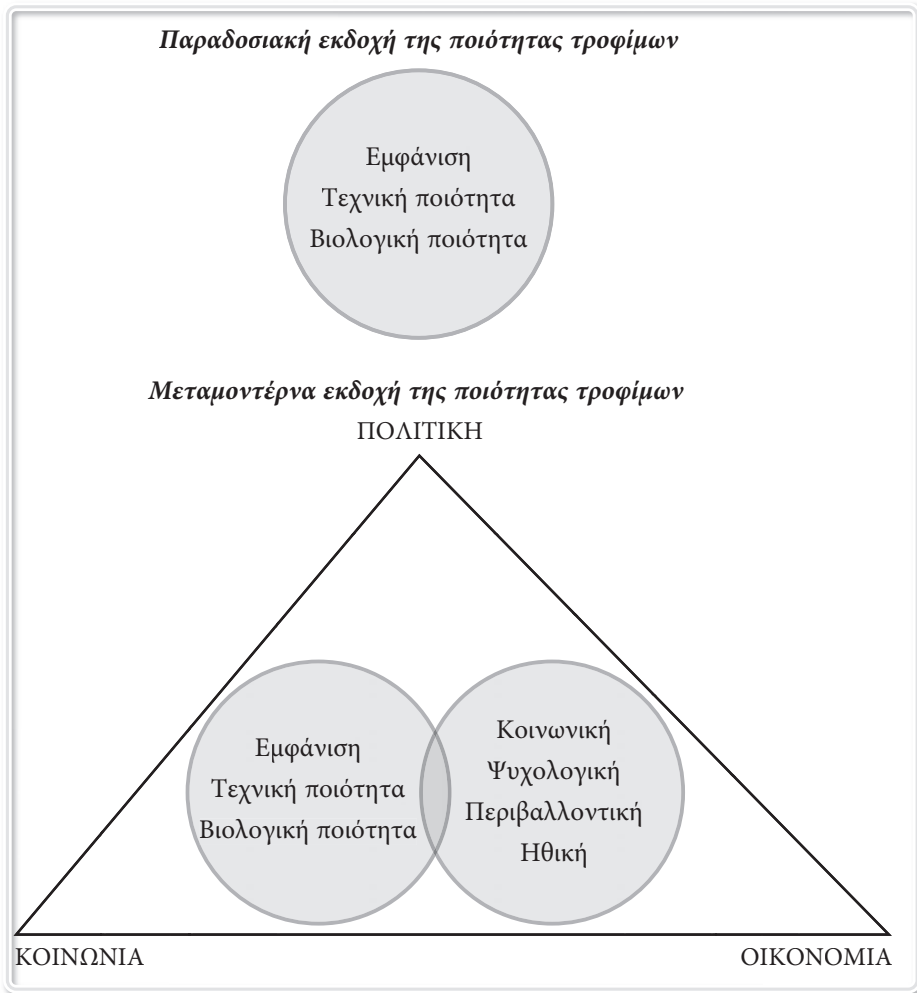 Παραδοσιακή εκδοχή της ποιότητας τροφίμων
Εμφάνιση
Τεχνική ποιότητα
Βιολογική ποιότητα
Μεταμοντέρνα εκδοχή της ποιότητας τροφίμων
ΠΟΛΙΤΙΚΗ
Εμφάνιση
Τεχνική ποιότητα
Βιολογική ποιότητα
Κοινωνική
Ψυχολογική
Περιβαλλοντική
Ηθική
ΚΟΙΝΩΝΙΑ
ΟΙΚΟΝΟΜΙΑ